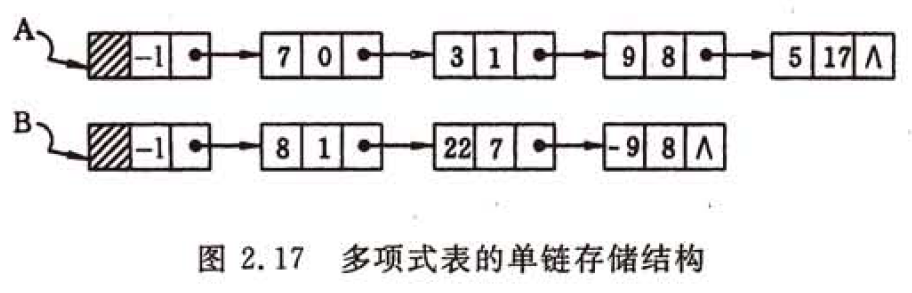 A -1 7 0 3 1 9 8 5 17 ∧
B -1 8 1 22 7 -9 8 ∧
图 2.17 多项式表的单链存储结构